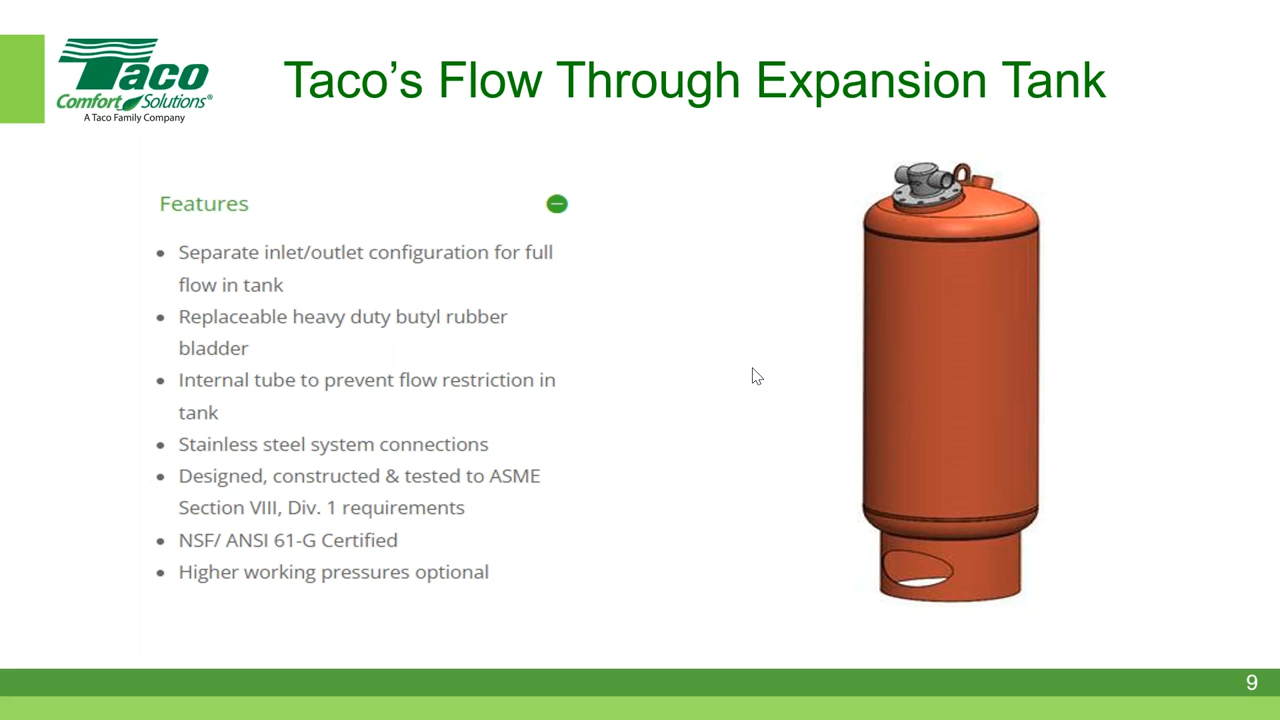 Taco
Comfort Solutions®
A Taco Family Company
Taco's Flow Through Expansion Tank
Features
• Separate inlet/outlet configuration for full
flow in tank
• Replaceable heavy duty butyl rubber
bladder
• Internal tube to prevent flow restriction in
tank
• Stainless steel system connections
• Designed, constructed & tested to ASME
Section VIII, Div. 1 requirements
• NSF/ ANSI 61-G Certified
• Higher working pressures optional
9